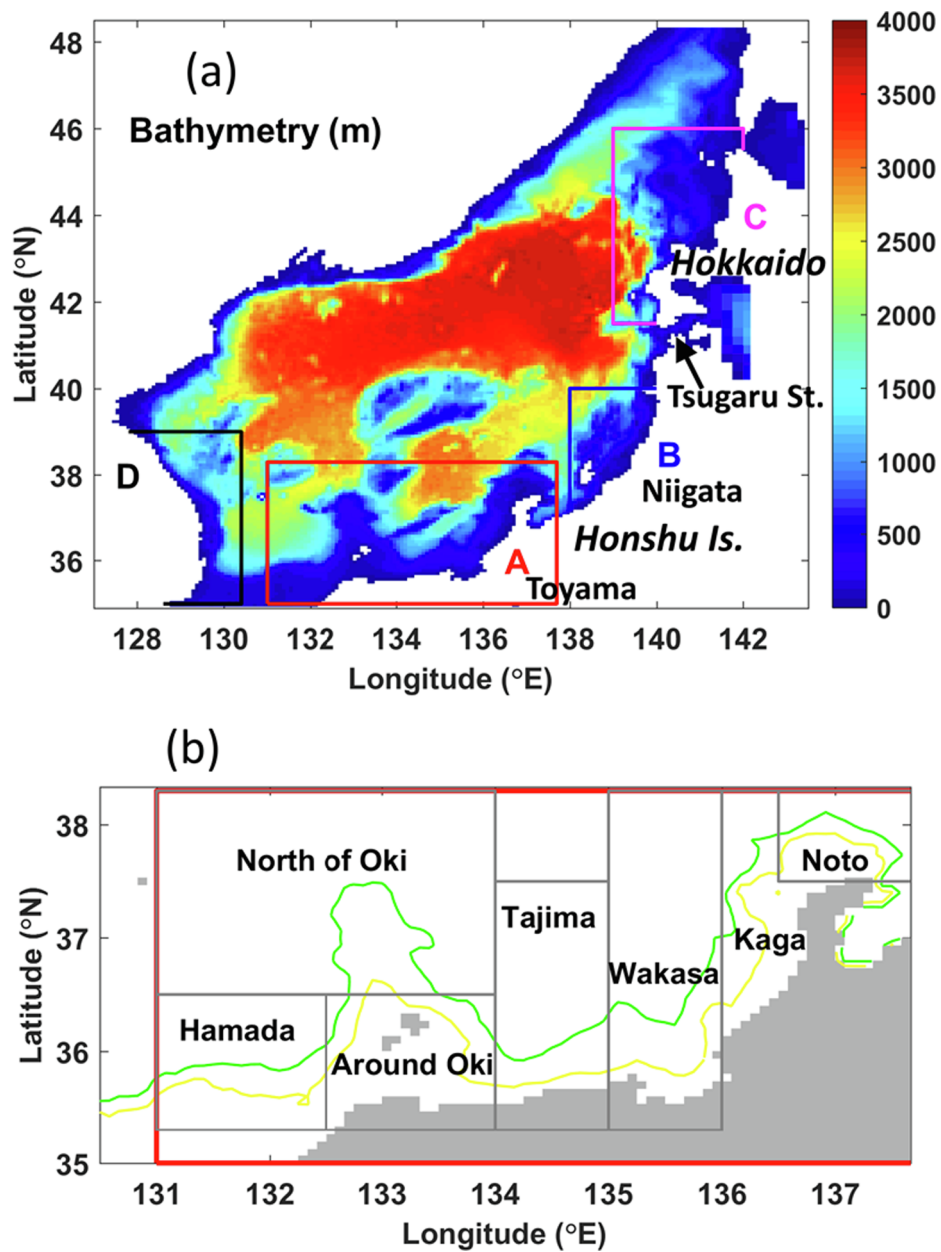 (a)
Bathymetry (m)
48
46
44
42
40
38
36
Latitude (°N)
128 130 132 134 136 138 140 142
Longitude (°E)
4000
3500
3000
2500
2000
1500
1000
500
0
C
Hokkaido
Tsugaru St.
B
Niigata
Honshu Is.
D
A
Toyama
(b)
38
37
36
35
Latitude (°N)
North of Oki
Noto
Tajima
Kaga
Wakasa
Hamada
Around Oki
131 132 133 134 135 136 137
Longitude (°E)